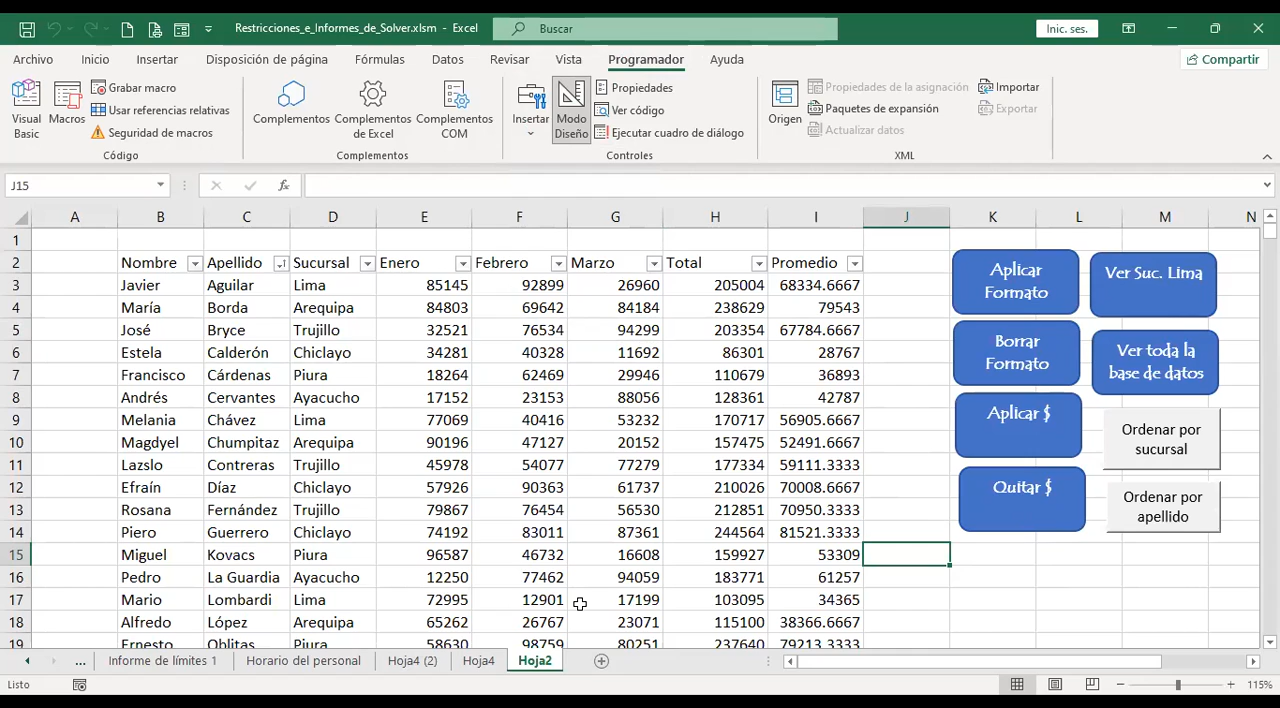 Restricciones_e_Informes_de_Solver.xlsm - Excel
Buscar
Inic. ses.
Archivo Inicio Insertar Disposición de página Fórmulas Datos Revisar Vista Programador Ayuda Compartir
Visual Basic
Macros
Grabar macro
Usar referencias relativas
Seguridad de macros
Código
Complementos
Complementos de Excel
Complementos COM
Complementos
Insertar
Modo Diseño
Propiedades
Ver código
Ejecutar cuadro de diálogo
Controles
Origen
Propiedades de la asignación
Paquetes de expansión
Actualizar datos
Importar
Exportar
XML
J15
fx
A B C D E F G H I J K L M N
1
2 Nombre Apellido Sucursal Enero Febrero Marzo Total Promedio
3 Javier Aguilar Lima 85145 92899 26960 205004 68334.6667
4 María Borda Arequipa 84803 69642 84184 238629 79543
5 José Bryce Trujillo 32521 76534 94299 203354 67784.6667
6 Estela Calderón Chiclayo 34281 40328 11692 86301 28767
7 Francisco Cárdenas Piura 18264 62469 29946 110679 36893
8 Andrés Cervantes Ayacucho 17152 23153 88056 128361 42787
9 Melania Chávez Lima 77069 40416 53232 170717 56905.6667
10 Magdyel Chumpitaz Arequipa 90196 47127 20152 157475 52491.6667
11 Lazslo Contreras Trujillo 45978 54077 77279 177334 59111.3333
12 Efraín Díaz Chiclayo 57926 90363 61737 210026 70008.6667
13 Rosana Fernández Trujillo 79867 76454 56530 212851 70950.3333
14 Piero Guerrero Chiclayo 74192 83011 87361 244564 81521.3333
15 Miguel Kovacs Piura 96587 46732 16608 159927 53309
16 Pedro La Guardia Ayacucho 12250 77462 94059 183771 61257
17 Mario Lombardi Lima 72995 12901 17199 103095 34365
18 Alfredo López Arequipa 65262 26767 23071 115100 38366.6667
19 Ernesto Oblitas Piura 58630 98759 80251 237640 79213.3333
Aplicar
Formato
Ver Suc. Lima
Borrar
Formato
Ver toda la
base de datos
Aplicar $
Ordenar por
sucursal
Quitar $
Ordenar por
apellido
... Informe de límites 1 Horario del personal Hoja4 (2) Hoja4 Hoja2
Listo
115%